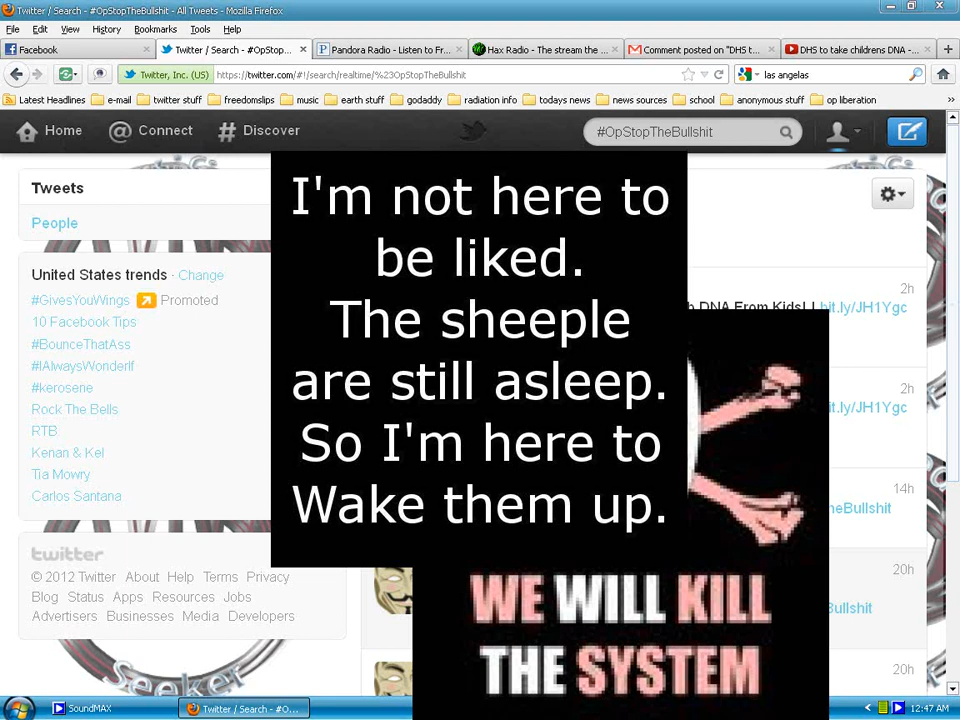 Twitter / Search - #OpStopTheBullshit - All Tweets - Mozilla Firefox
File Edit View History Bookmarks Tools Help
Facebook
Twitter / Search - #OpStop...
Pandora Radio - Listen to Fr...
Hax Radio - The stream the ...
Comment posted on "DHS t...
DHS to take childrens DNA - ...
Twitter, Inc. (US) https://twitter.com/#!/search/realtime/%23OpStopTheBullshit
las angelas
Latest Headlines e-mail twitter stuff freedomslips music earth stuff godaddy radiation info todays news news sources school anonymous stuff op liberation »
Home @ Connect # Discover
#OpStopTheBullshit
Tweets
People
United States trends · Change
#GivesYouWings Promoted
10 Facebook Tips
#BounceThatAss
#IAlwaysWonderIf
#kerosene
Rock The Bells
RTB
Kenan & Kel
Tia Mowry
Carlos Santana
twitter
© 2012 Twitter About Help Terms Privacy
Blog Status Apps Resources Jobs
Advertisers Businesses Media Developers
Seeker
I'm not here to
be liked.
The sheeple
are still asleep.
So I'm here to
Wake them up.
2h
DNA From Kids! ! bit.ly/JH1Ygc
2h
it.ly/JH1Ygc
14h
heBullshit
20h
Bullshit
20h
WE WILL KILL
THE SYSTEM
SoundMAX
Twitter / Search - #O...
12:47 AM